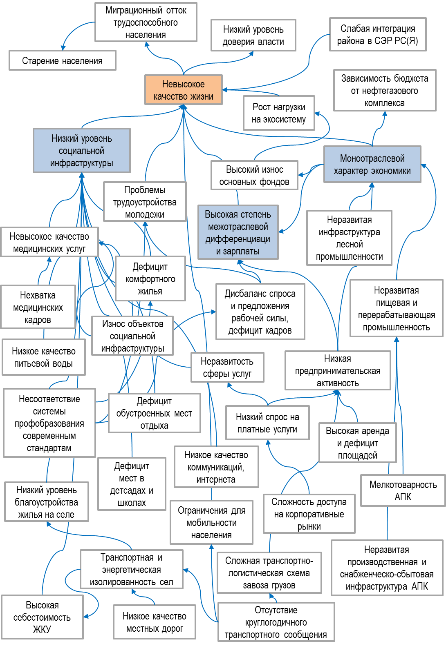 Миграционный отток
трудоспособного
населения
Низкий уровень
доверия власти
Слабая интеграция
района в СЭР РС(Я)
Старение населения
Невысокое
качество жизни
Зависимость бюджета
от нефтегазового
комплекса
Рост нагрузки
на экосистему
Низкий уровень
социальной
инфраструктуры
Высокий износ
основных фондов
Моноотраслевой
характер экономики
Проблемы
трудоустройства
молодежи
Высокая степень
межотраслевой
дифференциаци
и зарплаты
Неразвитая
инфраструктура
лесной
промышленности
Невысокое качество
медицинских услуг
Дефицит
комфортного
жилья
Нехватка
медицинских
кадров
Дисбаланс спроса
и предложения
рабочей силы,
дефицит кадров
Неразвитая
пищевая и
перерабатывающая
промышленность
Износ объектов
социальной
инфраструктуры
Низкое качество
питьевой воды
Неразвитость
сферы услуг
Низкая
предпринимательская
активность
Несоответствие
системы
профобразования
современным
стандартам
Дефицит
обустроенных мест
отдыха
Низкий спрос на
платные услуги
Высокая аренда
и дефицит
площадей
Дефицит
мест в
детсадах и
школах
Низкое качество
коммуникаций,
интернета
Мелкотоварность
АПК
Низкий уровень
благоустройства
жилья на селе
Ограничения для
мобильности
населения
Сложность доступа
на корпоративные
рынки
Транспортная и
энергетическая
изолированность сел
Сложная транспортно-
логистическая схема
завоза грузов
Неразвитая
производственная и
снабженческо-сбытовая
инфраструктура АПК
Высокая
себестоимость
ЖКУ
Низкое качество
местных дорог
Отсутствие
круглогодичного
транспортного сообщения